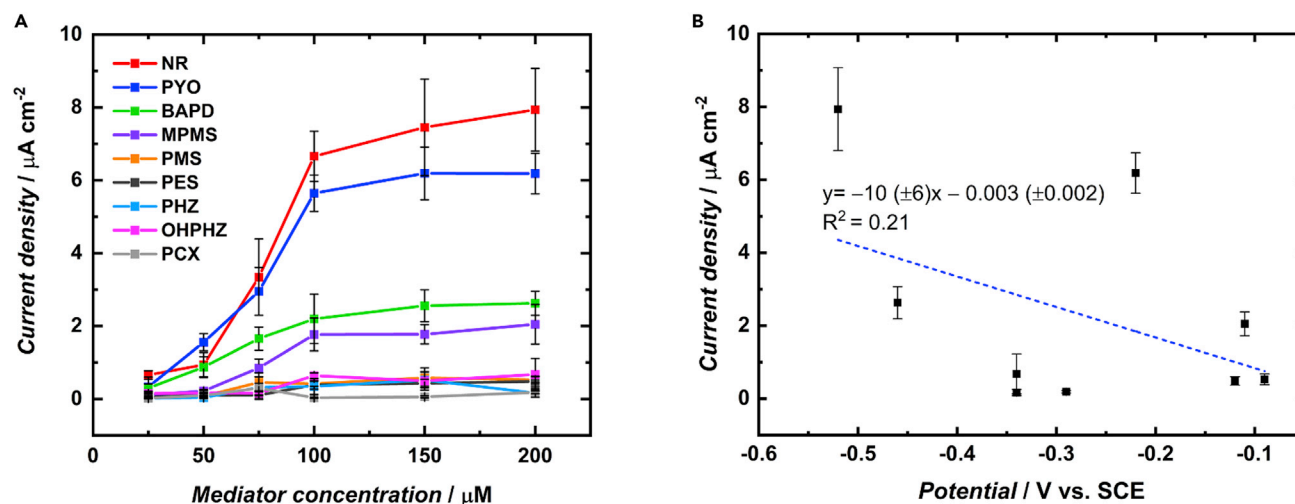 A
Current density / μA cm-2
10
8
6
4
2
0
NR
PYO
BAPD
MPMS
PMS
PES
PHZ
OHPHZ
PCX
0
50
100
150
200
Mediator concentration / μM
B
Current density / μA cm-2
10
8
6
4
2
0
y= −10 (±6)x − 0.003 (±0.002)
R2 = 0.21
-0.6
-0.5
-0.4
-0.3
-0.2
-0.1
Potential / V vs. SCE